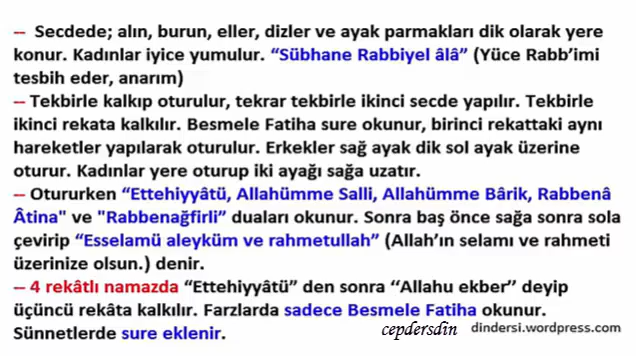 -- Secdede; alın, burun, eller, dizler ve ayak parmakları dik olarak yere
konur. Kadınlar iyice yumulur. “Sübhane Rabbiyel âlâ” (Yüce Rabb’imi
tesbih eder, anarım)
-- Tekbirle kalkıp oturulur, tekrar tekbirle ikinci secde yapılır. Tekbirle
ikinci rekata kalkılır. Besmele Fatiha sure okunur, birinci rekattaki aynı
hareketler yapılarak oturulur. Erkekler sağ ayak dik sol ayak üzerine
oturur. Kadınlar yere oturup iki ayağı sağa uzatır.
-- Otururken “Ettehiyyâtü, Allahümme Salli, Allahümme Bârik, Rabbenâ
Âtina" ve "Rabbenağfirli” duaları okunur. Sonra baş önce sağa sonra sola
çevirip “Esselamü aleyküm ve rahmetullah” (Allah’ın selamı ve rahmeti
üzerinize olsun.) denir.
-- 4 rekâtlı namazda “Ettehiyyâtü” den sonra “Allahu ekber” deyip
üçüncü rekâta kalkılır. Farzlarda sadece Besmele Fatiha okunur.
Sünnetlerde sure eklenir.
cepdersdin dindersi.wordpress.com